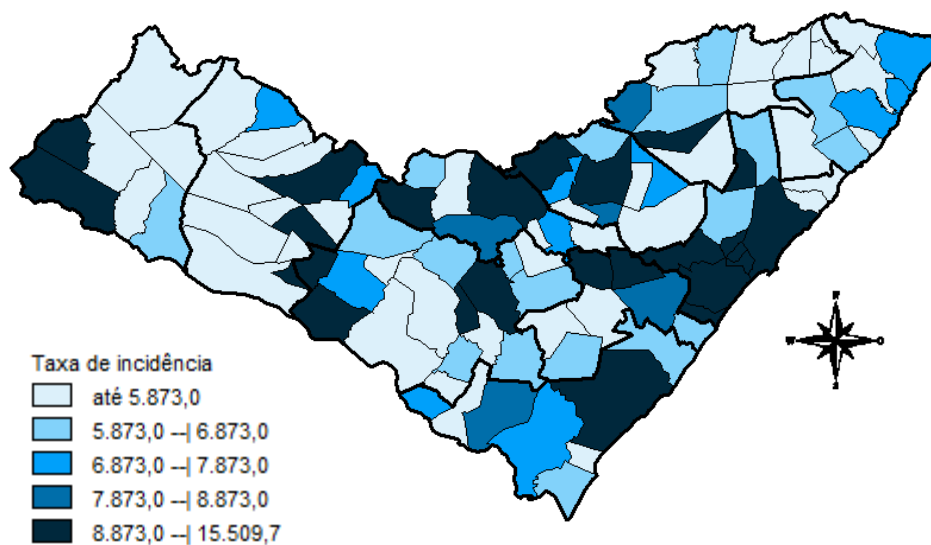 Taxa de incidência
até 5.873,0
5.873,0 --| 6.873,0
6.873,0 --| 7.873,0
7.873,0 --| 8.873,0
8.873,0 --| 15.509,7